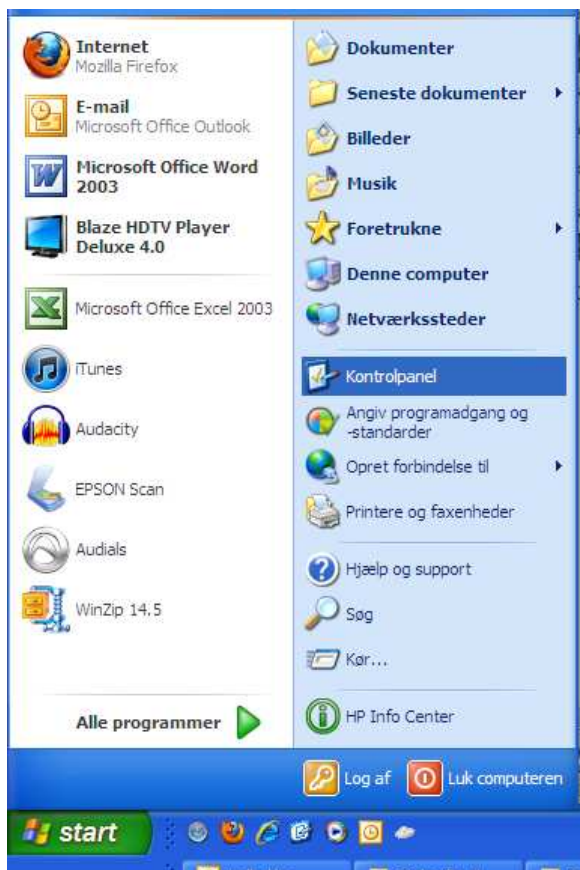 Internet
Mozilla Firefox
E-mail
Microsoft Office Outlook
Microsoft Office Word
2003
Blaze HDTV Player
Deluxe 4.0
Microsoft Office Excel 2003
iTunes
Audacity
EPSON Scan
Audials
WinZip 14.5
Alle programmer
Dokumenter
Seneste dokumenter
Billeder
Musik
Foretrukne
Denne computer
Netværkssteder
Kontrolpanel
Angiv programadgang og
-standarder
Opret forbindelse til
Printere og faxenheder
Hjælp og support
Søg
Kør...
HP Info Center
Log af
Luk computeren
start